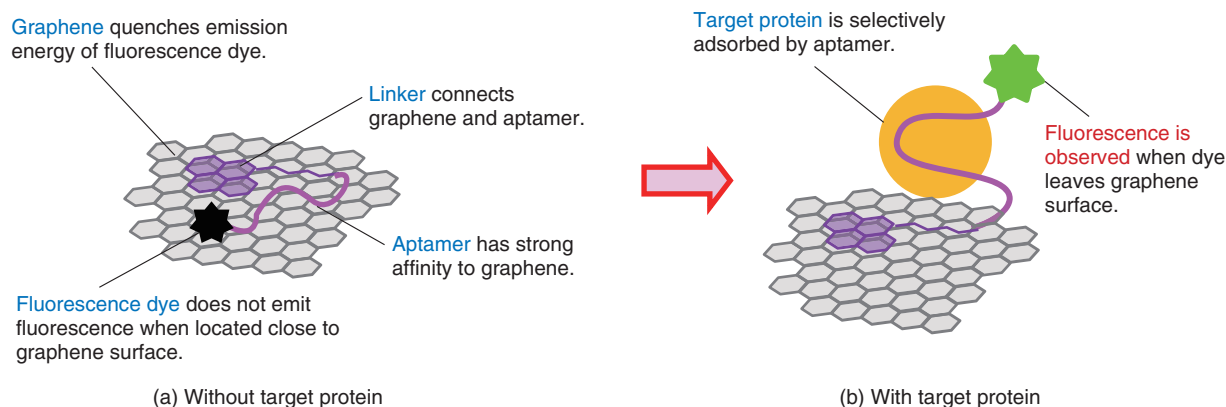 Graphene quenches emission
energy of fluorescence dye.
Linker connects
graphene and aptamer.
Aptamer has strong
affinity to graphene.
Fluorescence dye does not emit
fluorescence when located close to
graphene surface.
(a) Without target protein
Target protein is selectively
adsorbed by aptamer.
Fluorescence is
observed when dye
leaves graphene
surface.
(b) With target protein